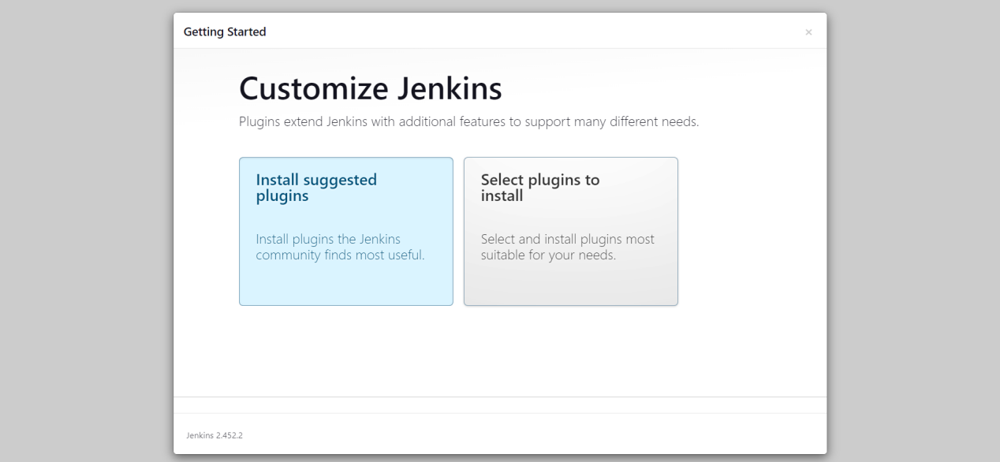 Getting Started
×
Customize Jenkins
Plugins extend Jenkins with additional features to support many different needs.
Install suggested
plugins
Install plugins the Jenkins
community finds most useful.
Select plugins to
install
Select and install plugins most
suitable for your needs.
Jenkins 2.452.2